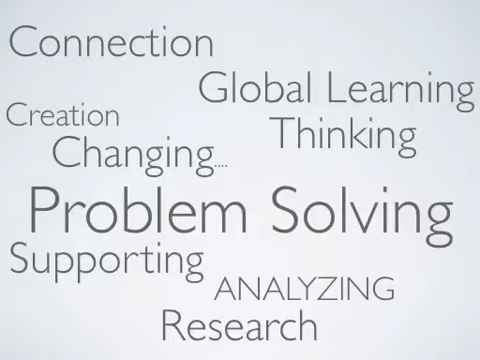 Connection
Global Learning
Creation
Thinking
Changing....
Problem Solving
Supporting
ANALYZING
Research